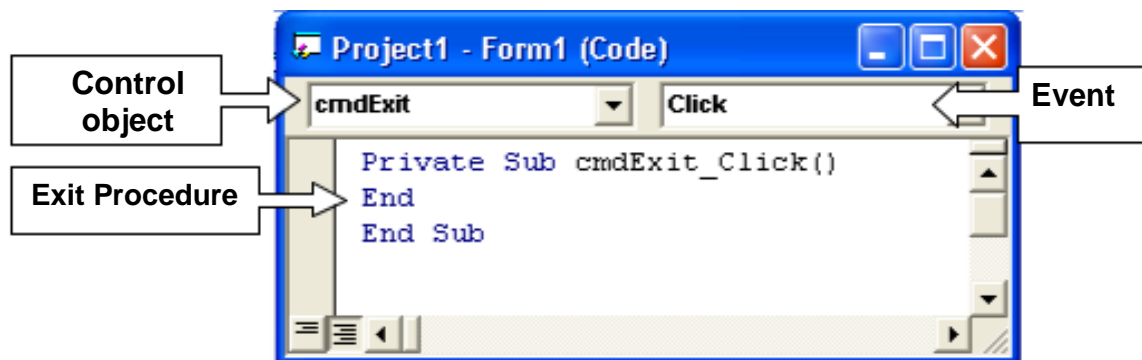 Project1 - Form1 (Code)
Control
object
cmdExit
Click
Event
Private Sub cmdExit_Click()
Exit Procedure
End
End Sub